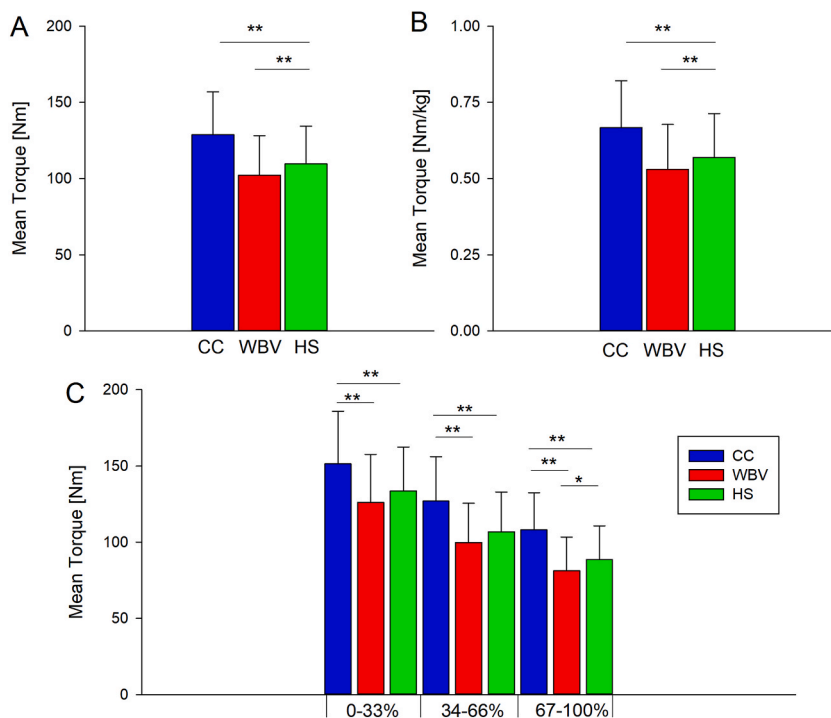 A
Mean Torque [Nm]
200
150
100
50
0
**
**
CC WBV HS
B
Mean Torque [Nm/kg]
1.00
0.75
0.50
0.25
0.00
**
**
CC WBV HS
C
Mean Torque [Nm]
200
150
100
50
0
**
**
**
**
**
**
*
0-33% 34-66% 67-100%
CC
WBV
HS